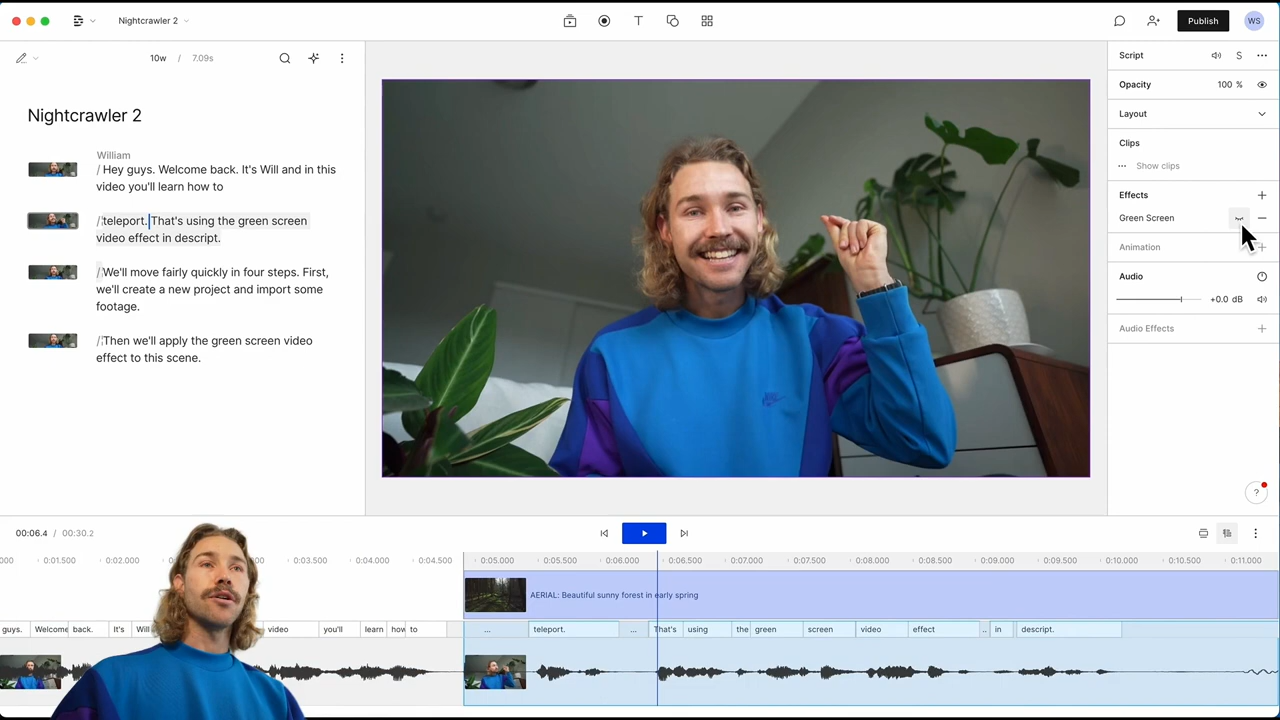 Nightcrawler 2
Publish
WS
10w / 7.09s
Nightcrawler 2
William
/ Hey guys. Welcome back. It's Will and in this
video you'll learn how to
/ teleport. That's using the green screen
video effect in descript.
/ We'll move fairly quickly in four steps. First,
we'll create a new project and import some
footage.
/ Then we'll apply the green screen video
effect to this scene.
Script
S
Opacity
100 %
Layout
Clips
Show clips
Effects
Green Screen
Animation
Audio
+0.0 dB
Audio Effects
?
00:06.4 / 00:30.2
.000 0:01.500 0:02.000 0:03.500 0:04.000 0:04.500 0:05.000 0:05.500 0:06.000 0:06.500 0:07.000 0:07.500 0:08.000 0:08.500 0:09.000 0:09.500 0:10.000 0:10.500 0:11.000
AERIAL: Beautiful sunny forest in early spring
guys. Welcome back. It's Will video you'll learn how to ... teleport. ... That's using the green screen video effect .. in descript.